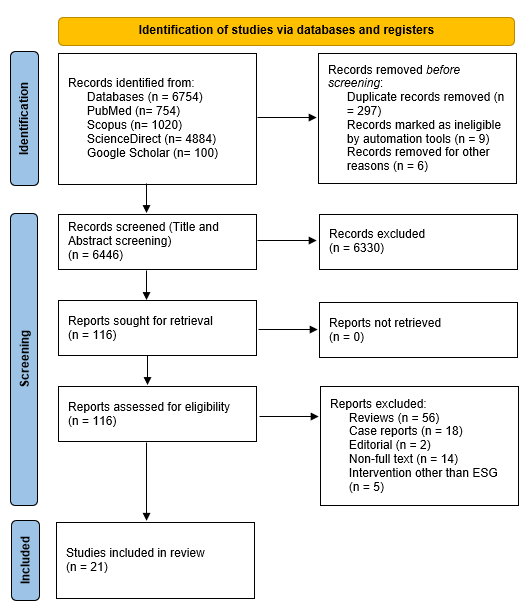 Identification of studies via databases and registers
Identification
Records identified from:
Databases (n = 6754)
PubMed (n = 754)
Scopus (n= 1020)
ScienceDirect (n= 4884)
Google Scholar (n= 100)
Records removed before
screening:
Duplicate records removed (n
= 297)
Records marked as ineligible
by automation tools (n = 9)
Records removed for other
reasons (n = 6)
Screening
Records screened (Title and
Abstract screening)
(n = 6446)
Records excluded
(n = 6330)
Reports sought for retrieval
(n = 116)
Reports not retrieved
(n = 0)
Reports assessed for eligibility
(n = 116)
Reports excluded:
Reviews (n = 56)
Case reports (n = 18)
Editorial (n = 2)
Non-full text (n = 14)
Intervention other than ESG
(n = 5)
Included
Studies included in review
(n = 21)